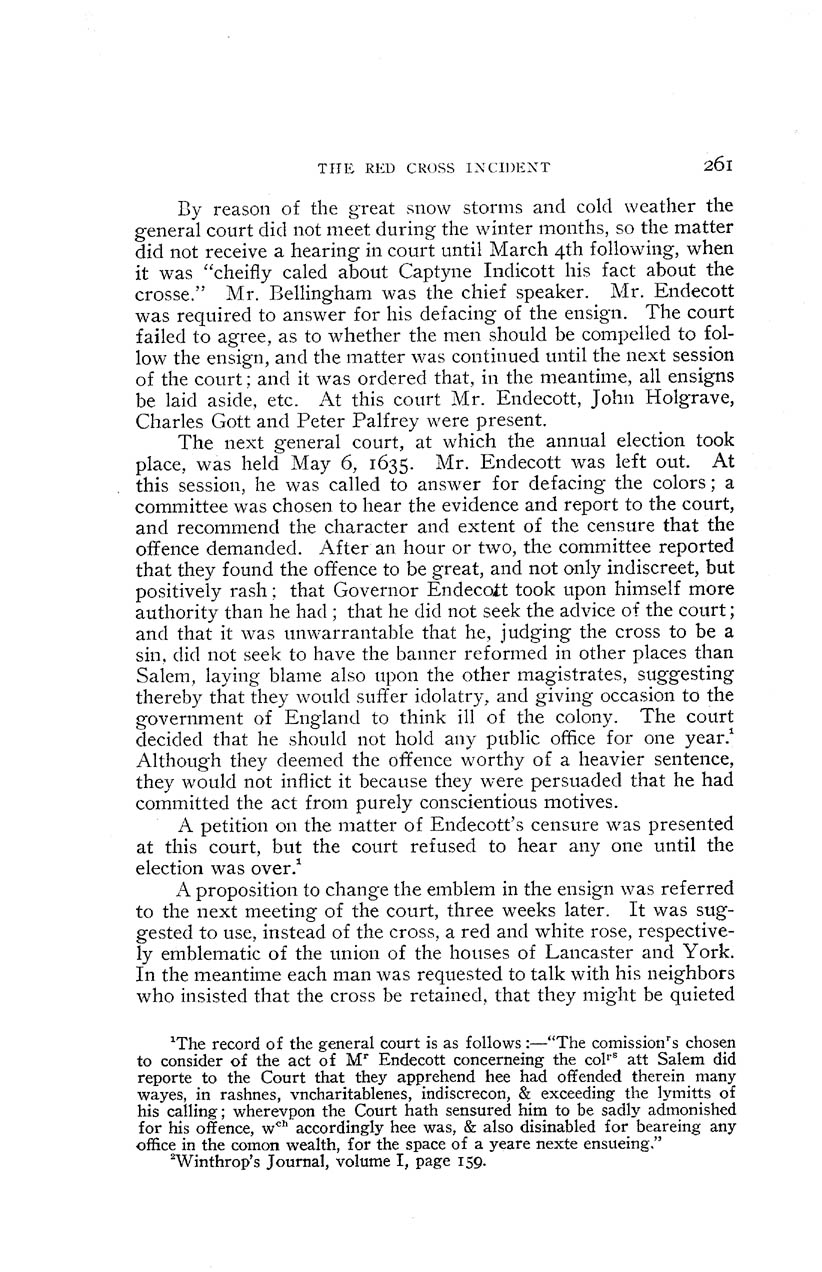 THE RED CROSS INCIDENT 261
By reason of the great snow storms and cold weather the
general court did not meet during the winter months, so the matter
did not receive a hearing in court until March 4th following, when
it was “cheifly caled about Captyne Indicott his fact about the
crosse.” Mr. Bellingham was the chief speaker. Mr. Endecott
was required to answer for his defacing of the ensign. The court
failed to agree, as to whether the men should be compelled to fol-
low the ensign, and the matter was continued until the next session
of the court; and it was ordered that, in the meantime, all ensigns
be laid aside, etc. At this court Mr. Endecott, John Holgrave,
Charles Gott and Peter Palfrey were present.
The next general court, at which the annual election took
place, was held May 6, 1635. Mr. Endecott was left out. At
this session, he was called to answer for defacing the colors; a
committee was chosen to hear the evidence and report to the court,
and recommend the character and extent of the censure that the
offence demanded. After an hour or two, the committee reported
that they found the offence to be great, and not only indiscreet, but
positively rash; that Governor Endecott took upon himself more
authority than he had; that he did not seek the advice of the court;
and that it was unwarrantable that he, judging the cross to be a
sin, did not seek to have the banner reformed in other places than
Salem, laying blame also upon the other magistrates, suggesting
thereby that they would suffer idolatry, and giving occasion to the
government of England to think ill of the colony. The court
decided that he should not hold any public office for one year.¹
Although they deemed the offence worthy of a heavier sentence,
they would not inflict it because they were persuaded that he had
committed the act from purely conscientious motives.
A petition on the matter of Endecott's censure was presented
at this court, but the court refused to hear any one until the
election was over.¹
A proposition to change the emblem in the ensign was referred
to the next meeting of the court, three weeks later. It was sug-
gested to use, instead of the cross, a red and white rose, respective-
ly emblematic of the union of the houses of Lancaster and York.
In the meantime each man was requested to talk with his neighbors
who insisted that the cross be retained, that they might be quieted
¹The record of the general court is as follows:—“The comissionʳs chosen
to consider of the act of Mʳ Endecott concerneing the colʳˢ att Salem did
reporte to the Court that they apprehend hee had offended therein many
wayes, in rashnes, vncharitablenes, indiscrecon, & exceeding the lymitts of
his calling; wherevpon the Court hath sensured him to be sadly admonished
for his offence, wᶜʰ accordingly hee was, & also disinabled for beareing any
office in the comon wealth, for the space of a yeare nexte ensueing.”
²Winthrop's Journal, volume I, page 159.